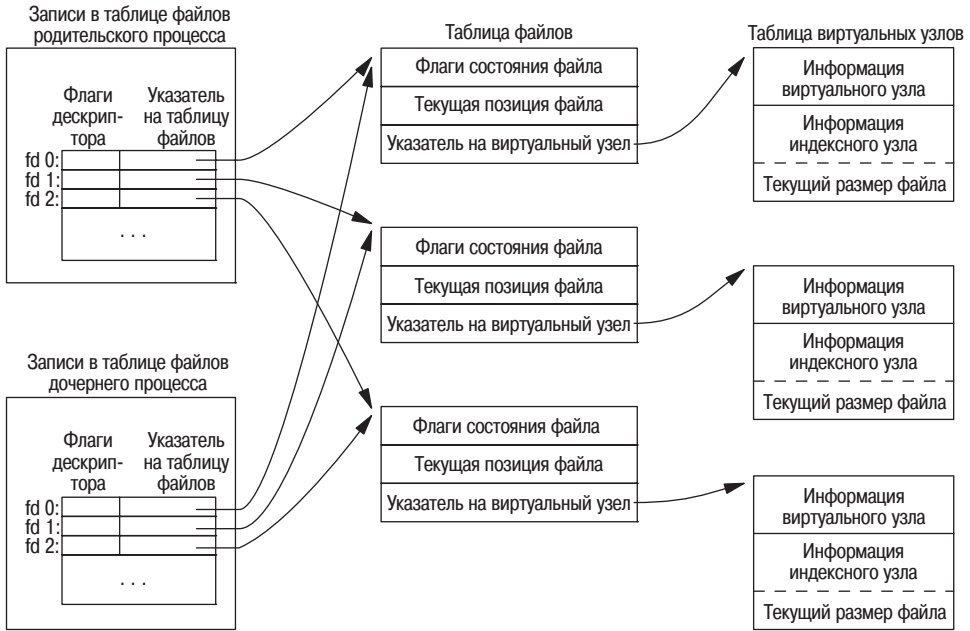 Записи в таблице файлов
родительского процесса
Флаги
дескрип-
тора
Указатель
на таблицу
файлов
fd 0:
fd 1:
fd 2:
. . .
Записи в таблице файлов
дочернего процесса
Флаги
дескрип-
тора
Указатель
на таблицу
файлов
fd 0:
fd 1:
fd 2:
. . .
Таблица файлов
Флаги состояния файла
Текущая позиция файла
Указатель на виртуальный узел
Флаги состояния файла
Текущая позиция файла
Указатель на виртуальный узел
Флаги состояния файла
Текущая позиция файла
Указатель на виртуальный узел
Таблица виртуальных узлов
Информация
виртуального узла
Информация
индексного узла
Текущий размер файла
Информация
виртуального узла
Информация
индексного узла
Текущий размер файла
Информация
виртуального узла
Информация
индексного узла
Текущий размер файла